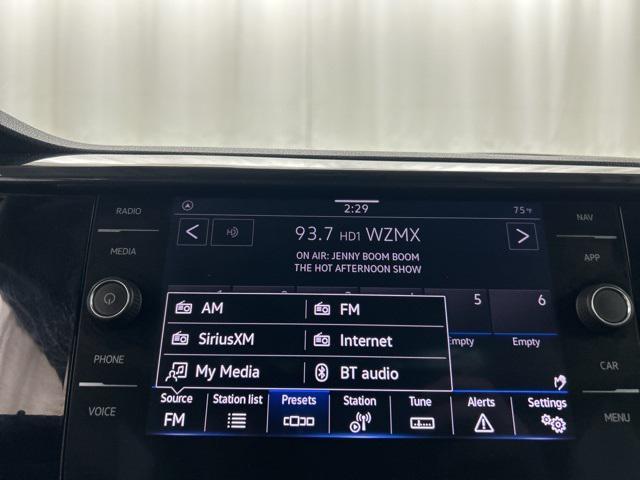 RADIO
2:29
75°F
NAV
93.7 HD1 WZMX
HD
MEDIA
ON AIR: JENNY BOOM BOOM
THE HOT AFTERNOON SHOW
APP
5 6
AM FM
SiriusXM Internet
Empty Empty
My Media BT audio
PHONE
CAR
Source Station list Presets Station Tune Alerts Settings
FM
VOICE
MENU